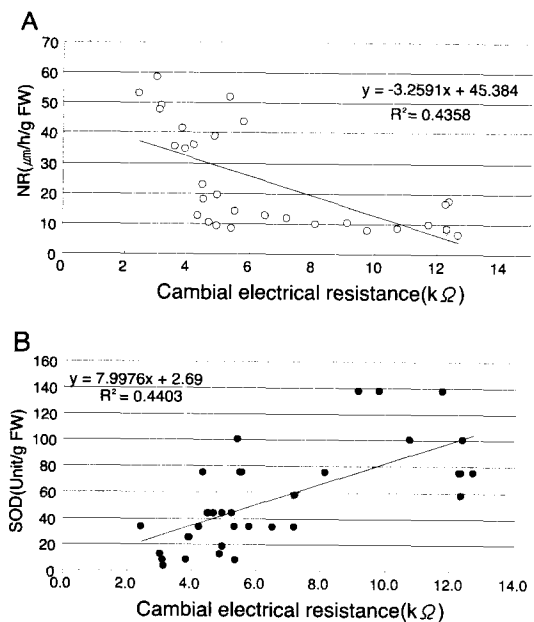 A
70
60
50
40
30
20
10
0
NR(μm/h/g FW)
y = -3.2591x + 45.384
R² = 0.4358
0 2 4 6 8 10 12 14
Cambial electrical resistance(kΩ)
B
160
140
120
100
80
60
40
20
0
SOD(Unit/g FW)
y = 7.9976x + 2.69
R² = 0.4403
0.0 2.0 4.0 6.0 8.0 10.0 12.0 14.0
Cambial electrical resistance(kΩ)